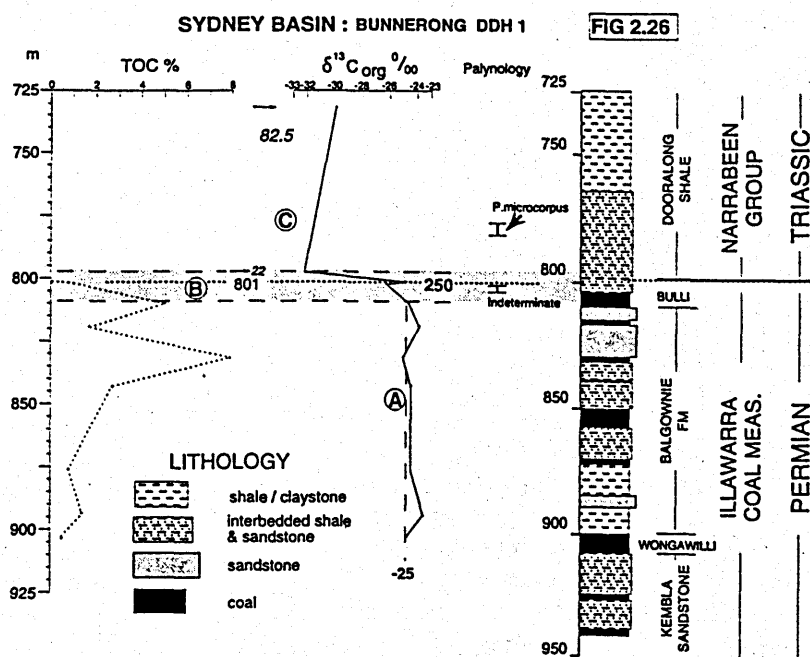 SYDNEY BASIN : BUNNERONG DDH 1
FIG 2.26
m
TOC %
δ13C org 0/00
Palynology
0 2 4 6 8
-33 -32 -30 -28 -26 -24 -23
725
750
800
850
900
925
82.5
C
P.microcorpus
22
B
801
250
Indeterminate
A
-25
LITHOLOGY
shale / claystone
interbedded shale
& sandstone
sandstone
coal
725
750
800
850
900
950
DOORALONG
SHALE
BULLI
BALGOWNIE
FM
WONGAWILLI
KEMBLA
SANDSTONE
NARRABEEN
GROUP
ILLAWARRA
COAL MEAS.
TRIASSIC
PERMIAN